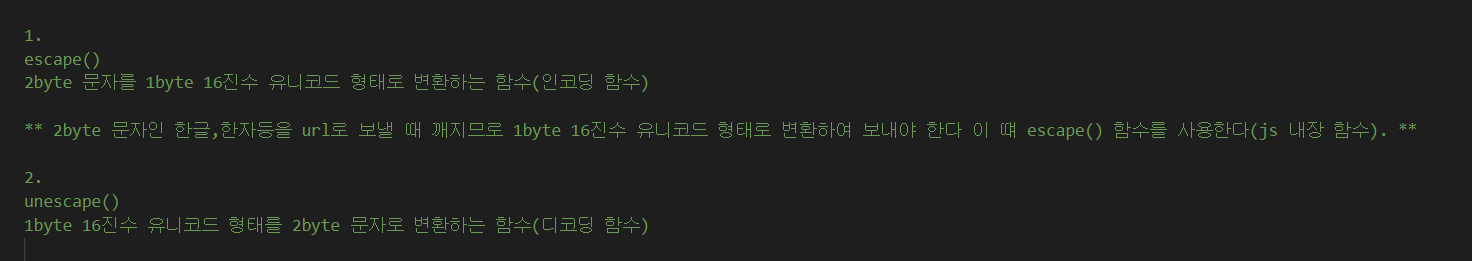 1.
escape()
2byte 문자를 1byte 16진수 유니코드 형태로 변환하는 함수(인코딩 함수)
** 2byte 문자인 한글,한자등을 url로 보낼 때 깨지므로 1byte 16진수 유니코드 형태로 변환하여 보내야 한다 이 떄 escape() 함수를 사용한다(js 내장 함수). **
2.
unescape()
1byte 16진수 유니코드 형태를 2byte 문자로 변환하는 함수(디코딩 함수)